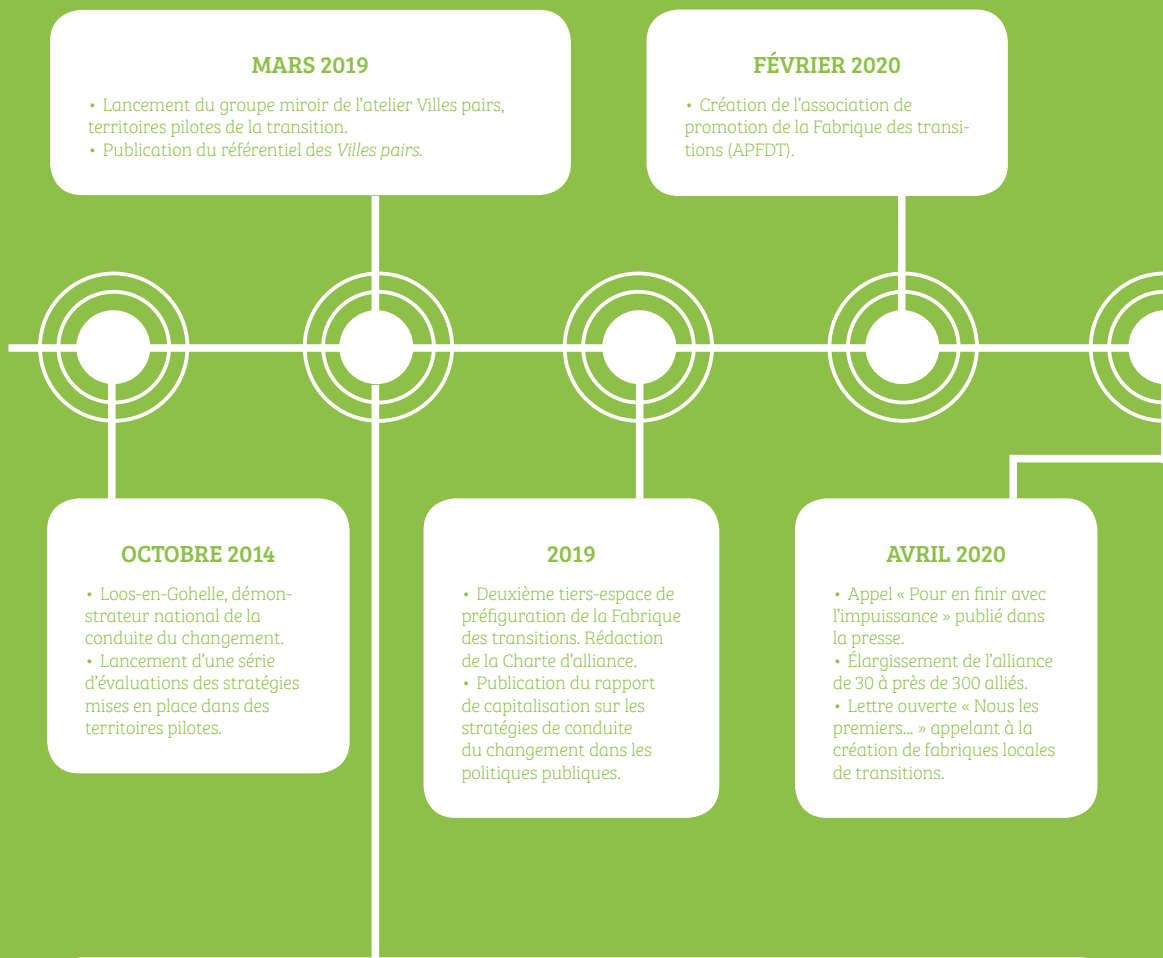 MARS 2019
• Lancement du groupe miroir de l’atelier Villes pairs,
territoires pilotes de la transition.
• Publication du référentiel des Villes pairs.
FÉVRIER 2020
• Création de l’association de
promotion de la Fabrique des transi-
tions (APFDT).
OCTOBRE 2014
• Loos-en-Gohelle, démon-
strateur national de la
conduite du changement.
• Lancement d’une série
d’évaluations des stratégies
mises en place dans des
territoires pilotes.
2019
• Deuxième tiers-espace de
préfiguration de la Fabrique
des transitions. Rédaction
de la Charte d’alliance.
• Publication du rapport
de capitalisation sur les
stratégies de conduite
du changement dans les
politiques publiques.
AVRIL 2020
• Appel « Pour en finir avec
l’impuissance » publié dans
la presse.
• Élargissement de l’alliance
de 30 à près de 300 alliés.
• Lettre ouverte « Nous les
premiers... » appelant à la
création de fabriques locales
de transitions.